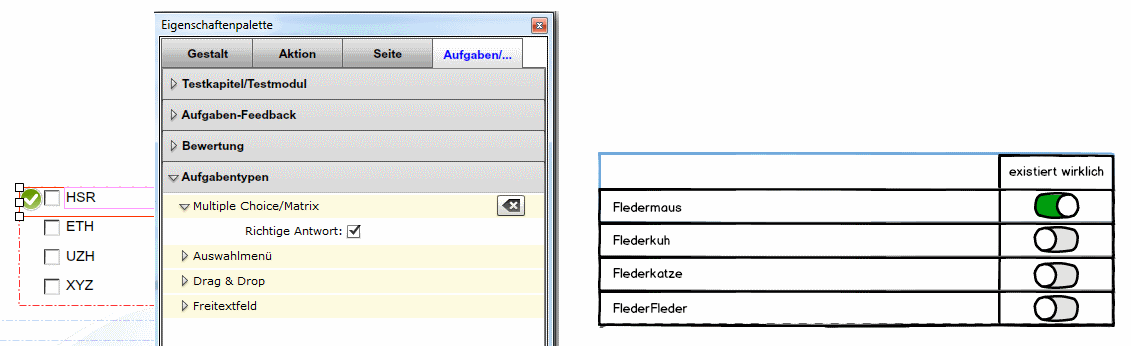 Eigenschaftenpalette
Gestalt Aktion Seite Aufgaben/...
Testkapitel/Testmodul
Aufgaben-Feedback
Bewertung
Aufgabentypen
Multiple Choice/Matrix
Richtige Antwort:
Auswahlmenü
Drag & Drop
Freitextfeld
HSR
ETH
UZH
XYZ
existiert wirklich
Fledermaus
Flederkuh
Flederkatze
FlederFleder